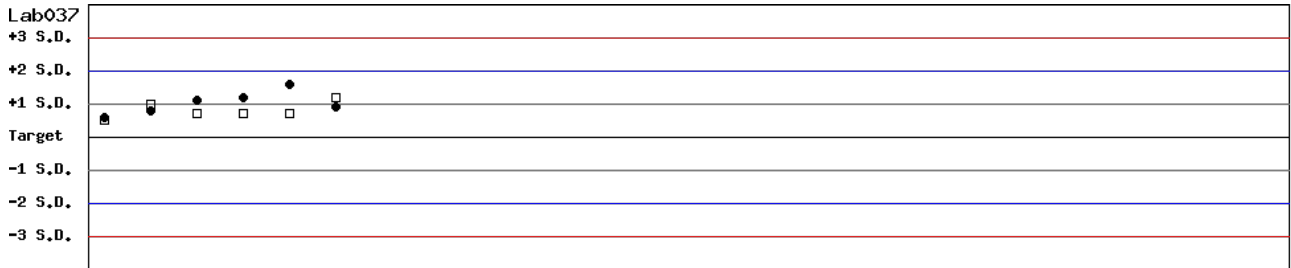 Lab037
+3 S.D.
+2 S.D.
+1 S.D.
Target
-1 S.D.
-2 S.D.
-3 S.D.